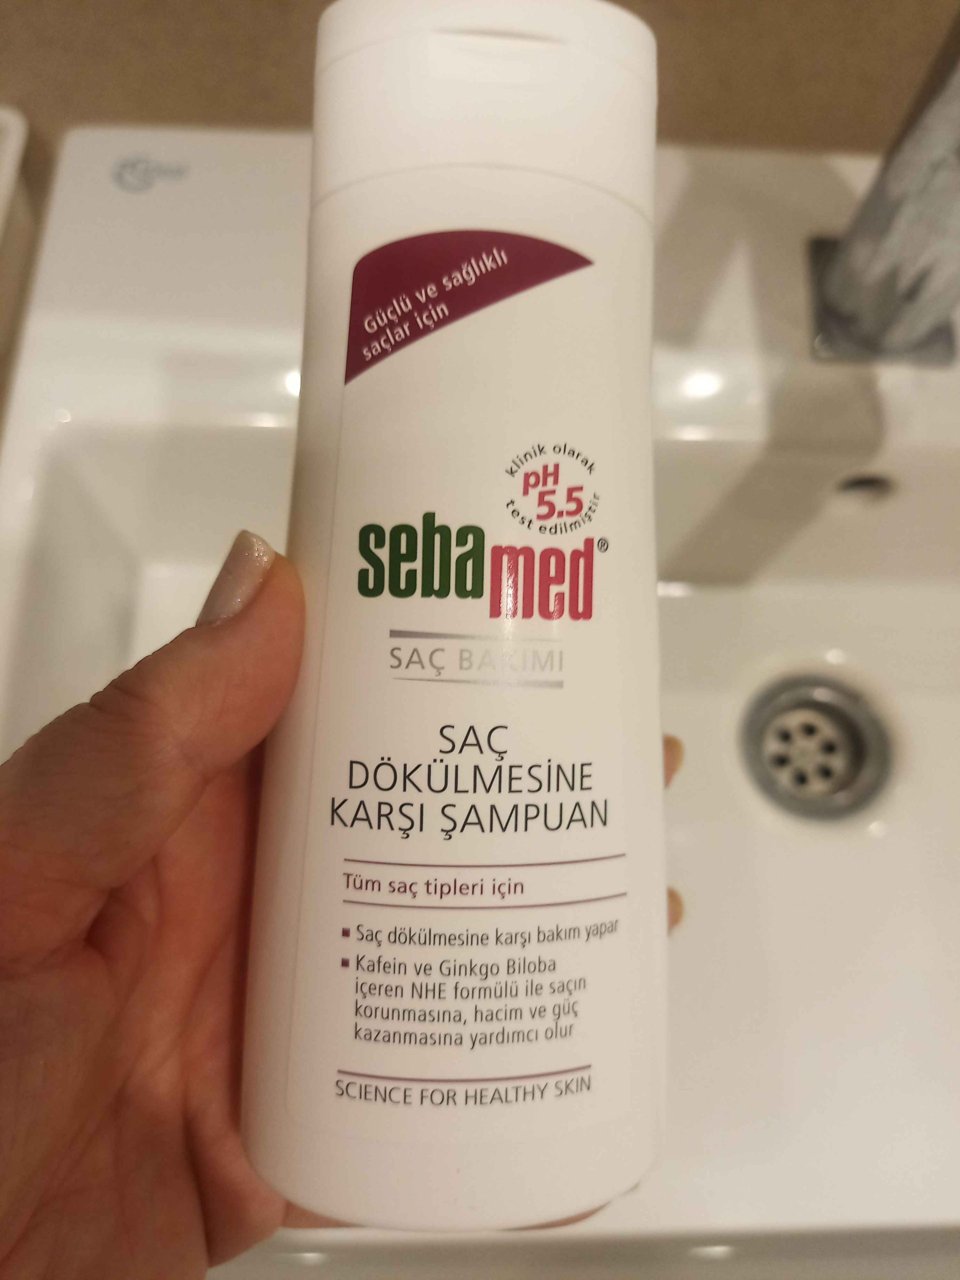 Güçlü ve sağlıklı
saçlar için
klinik olarak
pH
5.5
test edilmiştir
sebamed®
SAÇ BAKIMI
SAÇ
DÖKÜLMESİNE
KARŞI ŞAMPUAN
Tüm saç tipleri için
▪ Saç dökülmesine karşı bakım yapar
▪ Kafein ve Ginkgo Biloba
içeren NHE formülü ile saçın
korunmasına, hacim ve güç
kazanmasına yardımcı olur
SCIENCE FOR HEALTHY SKIN